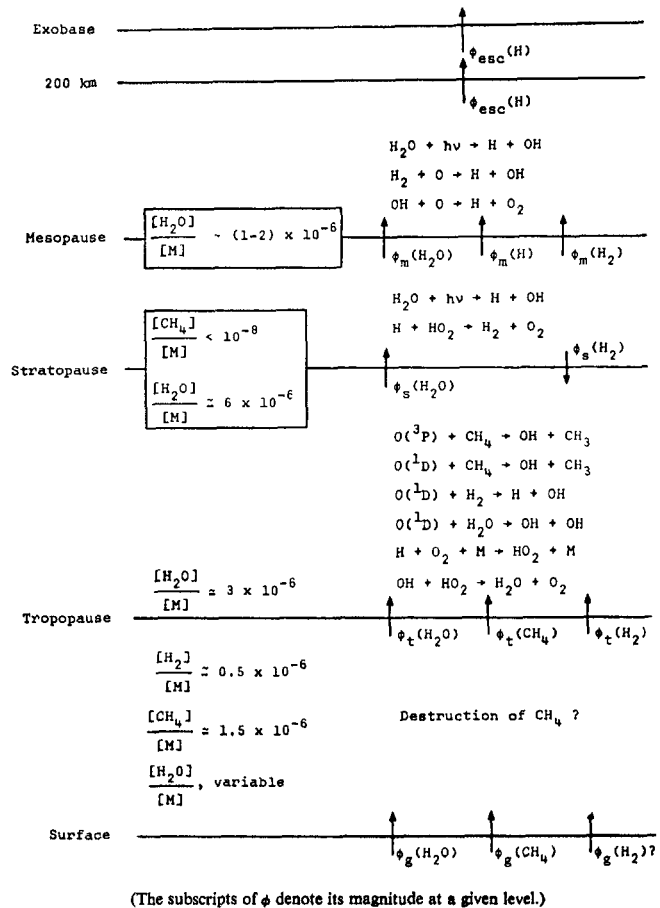 Exobase
ϕesc(H)
200 km
ϕesc(H)
H₂O + hν → H + OH
H₂ + O → H + OH
OH + O → H + O₂
Mesopause
[H₂O]/[M] ~ (1-2) x 10⁻⁶
ϕm(H₂O) ϕm(H) ϕm(H₂)
H₂O + hν → H + OH
H + HO₂ → H₂ + O₂
[CH₄]/[M] < 10⁻⁸
ϕs(H₂)
Stratopause
ϕs(H₂O)
[H₂O]/[M] ≃ 6 x 10⁻⁶
O(³P) + CH₄ → OH + CH₃
O(¹D) + CH₄ → OH + CH₃
O(¹D) + H₂ → H + OH
O(¹D) + H₂O → OH + OH
H + O₂ + M → HO₂ + M
OH + HO₂ → H₂O + O₂
[H₂O]/[M] ≃ 3 x 10⁻⁶
Tropopause
ϕt(H₂O) ϕt(CH₄) ϕt(H₂)
[H₂]/[M] ≃ 0.5 x 10⁻⁶
[CH₄]/[M] ≃ 1.5 x 10⁻⁶
Destruction of CH₄ ?
[H₂O]/[M], variable
Surface
ϕg(H₂O) ϕg(CH₄) ϕg(H₂)?
(The subscripts of ϕ denote its magnitude at a given level.)